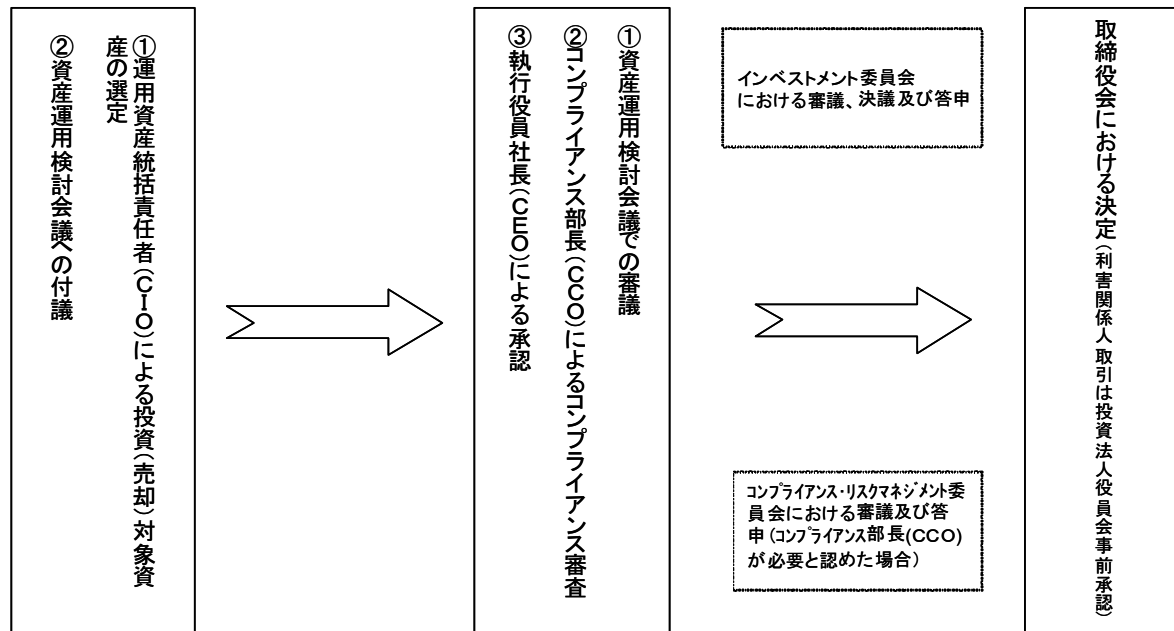 ①運用資産統括責任者（ＣＩＯ）による投資（売却）対象資
産の選定
②資産運用検討会議への付議
①資産運用検討会議での審議
②コンプライアンス部長（ＣＣＯ）によるコンプライアンス審査
③執行役員社長（ＣＥＯ）による承認
インベストメント委員会
における審議、決議及び答申
コンプライアンス・リスクマネジメント委
員会における審議及び答
申（コンプライアンス部長(CCO)
が必要と認めた場合）
取締役会における決定（利害関係人取引は投資法人役員会事前承認）